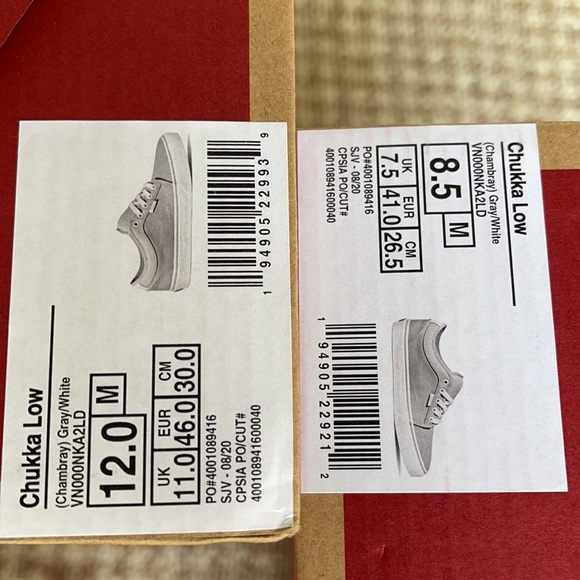 Chukka Low
(Chambray) Gray/White
VN000NKA2LD
12.0 M
UK EUR CM
11.0 46.0 30.0
PO#4001089416
SJV - 08/20
CPSIA PO/CUT#
400108941600040
1 94905 22993 9
Chukka Low
(Chambray) Gray/White
VN000NKA2LD
8.5 M
UK EUR CM
7.5 41.0 26.5
PO#4001089416
SJV - 08/20
CPSIA PO/CUT#
400108941600040
1 94905 22921 2